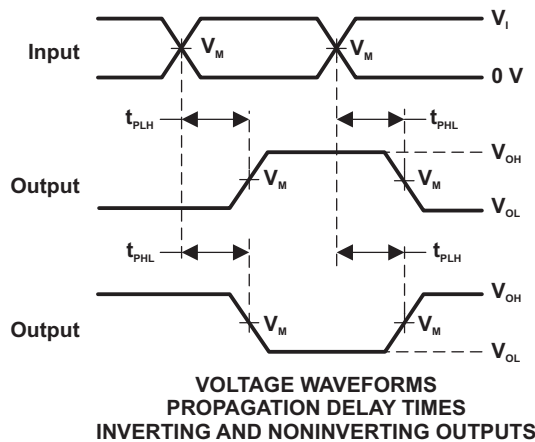 V_I
Input V_M V_M
0 V
t_PLH t_PHL
V_OH
Output V_M V_M
V_OL
t_PHL t_PLH
V_OH
Output V_M V_M
V_OL
VOLTAGE WAVEFORMS
PROPAGATION DELAY TIMES
INVERTING AND NONINVERTING OUTPUTS